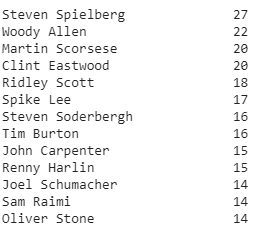 Steven Spielberg 27
Woody Allen 22
Martin Scorsese 20
Clint Eastwood 20
Ridley Scott 18
Spike Lee 17
Steven Soderbergh 16
Tim Burton 16
John Carpenter 15
Renny Harlin 15
Joel Schumacher 14
Sam Raimi 14
Oliver Stone 14